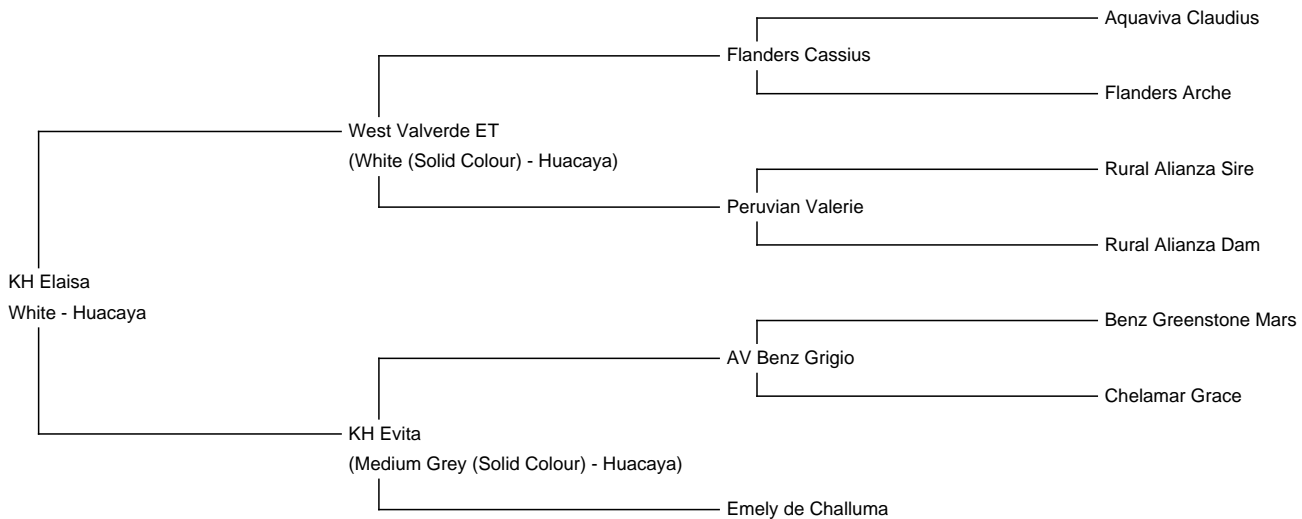 Aquaviva Claudius
Flanders Cassius
Flanders Arche
West Valverde ET
(White (Solid Colour) - Huacaya)
Rural Alianza Sire
Peruvian Valerie
Rural Alianza Dam
KH Elaisa
White - Huacaya
Benz Greenstone Mars
AV Benz Grigio
Chelamar Grace
KH Evita
(Medium Grey (Solid Colour) - Huacaya)
Emely de Challuma